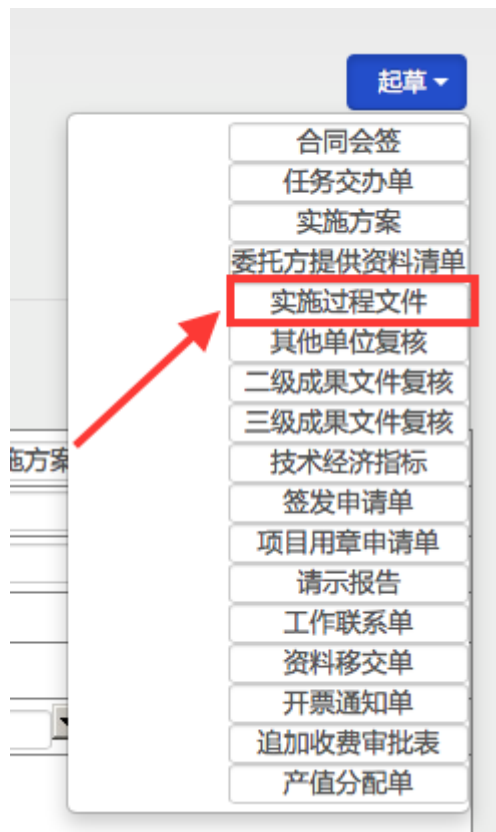 起草
合同会签
任务交办单
实施方案
委托方提供资料清单
实施过程文件
其他单位复核
二级成果文件复核
三级成果文件复核
施方案
技术经济指标
签发申请单
项目用章申请单
请示报告
工作联系单
资料移交单
开票通知单
追加收费审批表
产值分配单